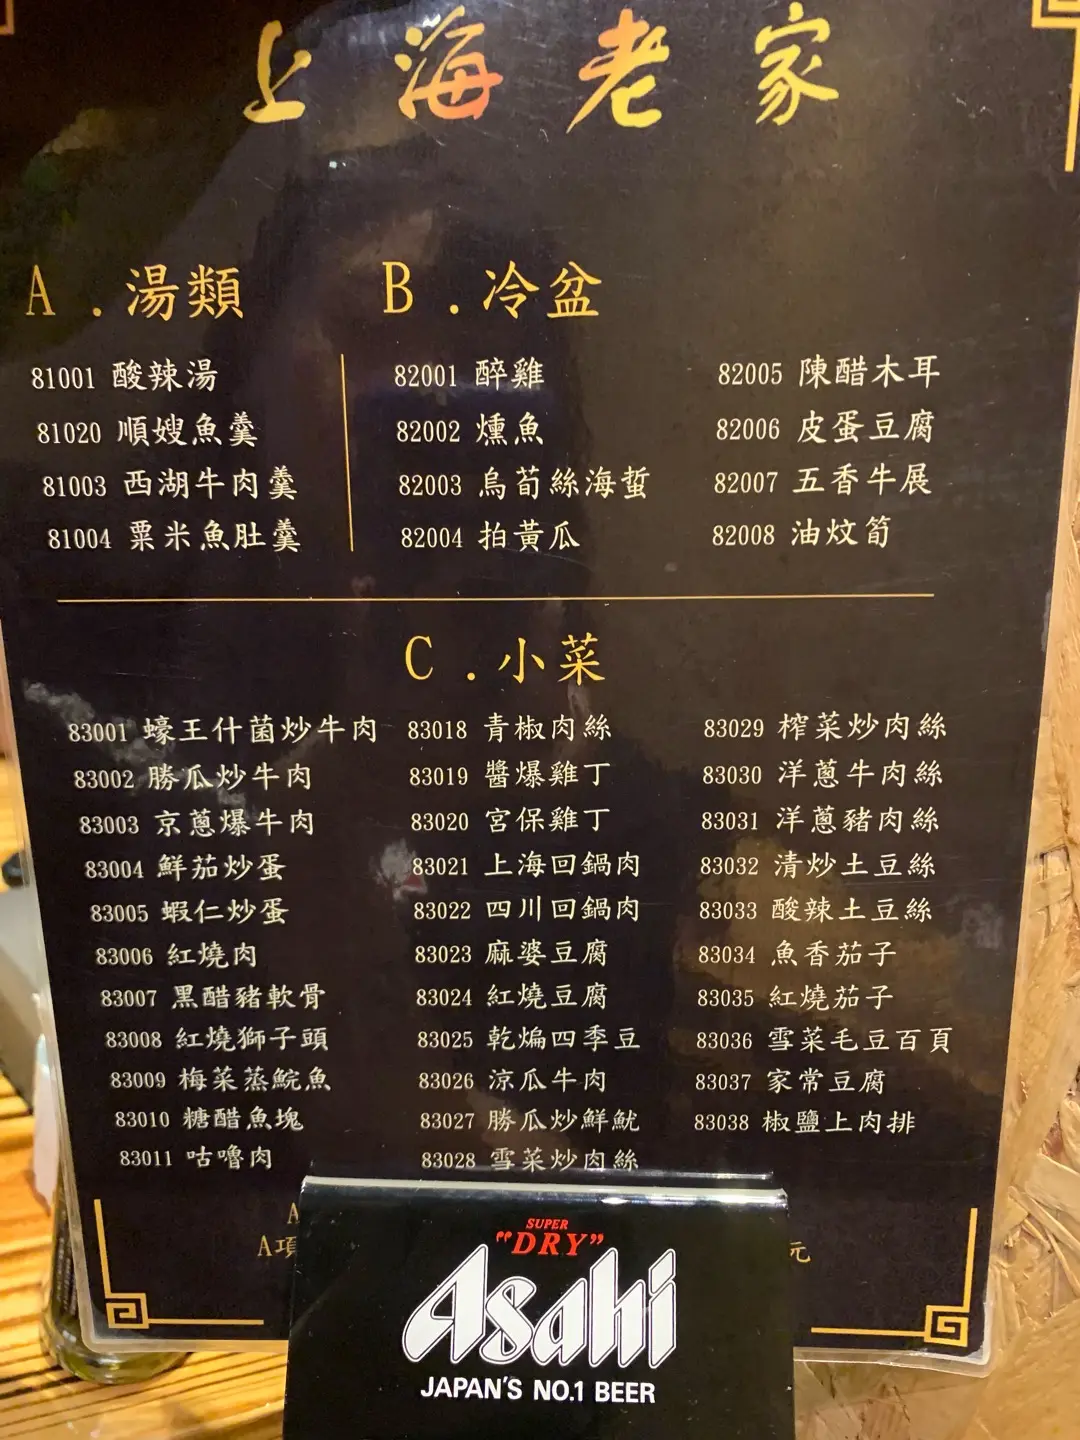 上海老家
A.湯類
81001 酸辣湯
81020 順嫂魚羹
81003 西湖牛肉羹
81004 粟米魚肚羹
B.冷盆
82001 醉雞
82002 燻魚
82003 烏荀絲海蜇
82004 拍黃瓜
82005 陳醋木耳
82006 皮蛋豆腐
82007 五香牛展
82008 油炆筍
C.小菜
83001 蠔王什菌炒牛肉
83002 勝瓜炒牛肉
83003 京蔥爆牛肉
83004 鮮茄炒蛋
83005 蝦仁炒蛋
83006 紅燒肉
83007 黑醋豬軟骨
83008 紅燒獅子頭
83009 梅菜蒸鯇魚
83010 糖醋魚塊
83011 咕嚕肉
83018 青椒肉絲
83019 醬爆雞丁
83020 宮保雞丁
83021 上海回鍋肉
83022 四川回鍋肉
83023 麻婆豆腐
83024 紅燒豆腐
83025 乾煸四季豆
83026 涼瓜牛肉
83027 勝瓜炒鮮魷
83028 雪菜炒肉絲
83029 榨菜炒肉絲
83030 洋蔥牛肉絲
83031 洋蔥豬肉絲
83032 清炒土豆絲
83033 酸辣土豆絲
83034 魚香茄子
83035 紅燒茄子
83036 雪菜毛豆百頁
83037 家常豆腐
83038 椒鹽上肉排
A
A項 元
SUPER
"DRY"
Asahi
JAPAN'S NO.1 BEER